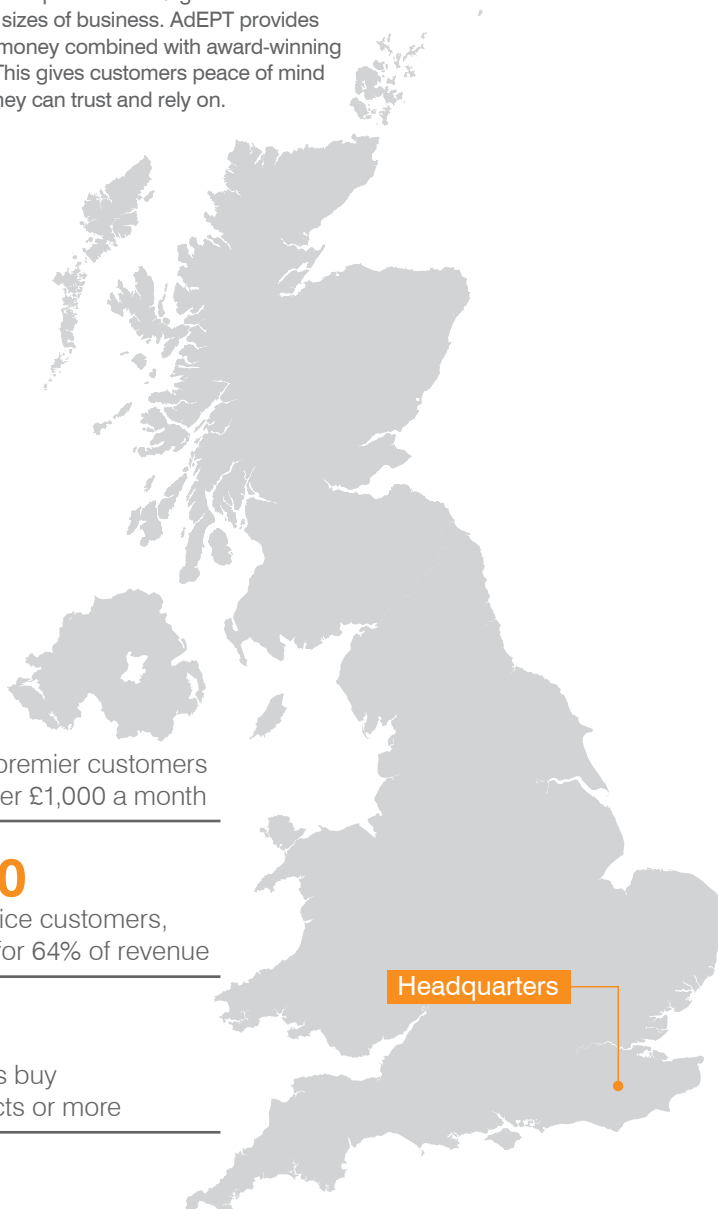 sizes of business. AdEPT provides
money combined with award-winning
This gives customers peace of mind
hey can trust and rely on.
premier customers
er £1,000 a month
0
ice customers,
for 64% of revenue
Headquarters
s buy
cts or more